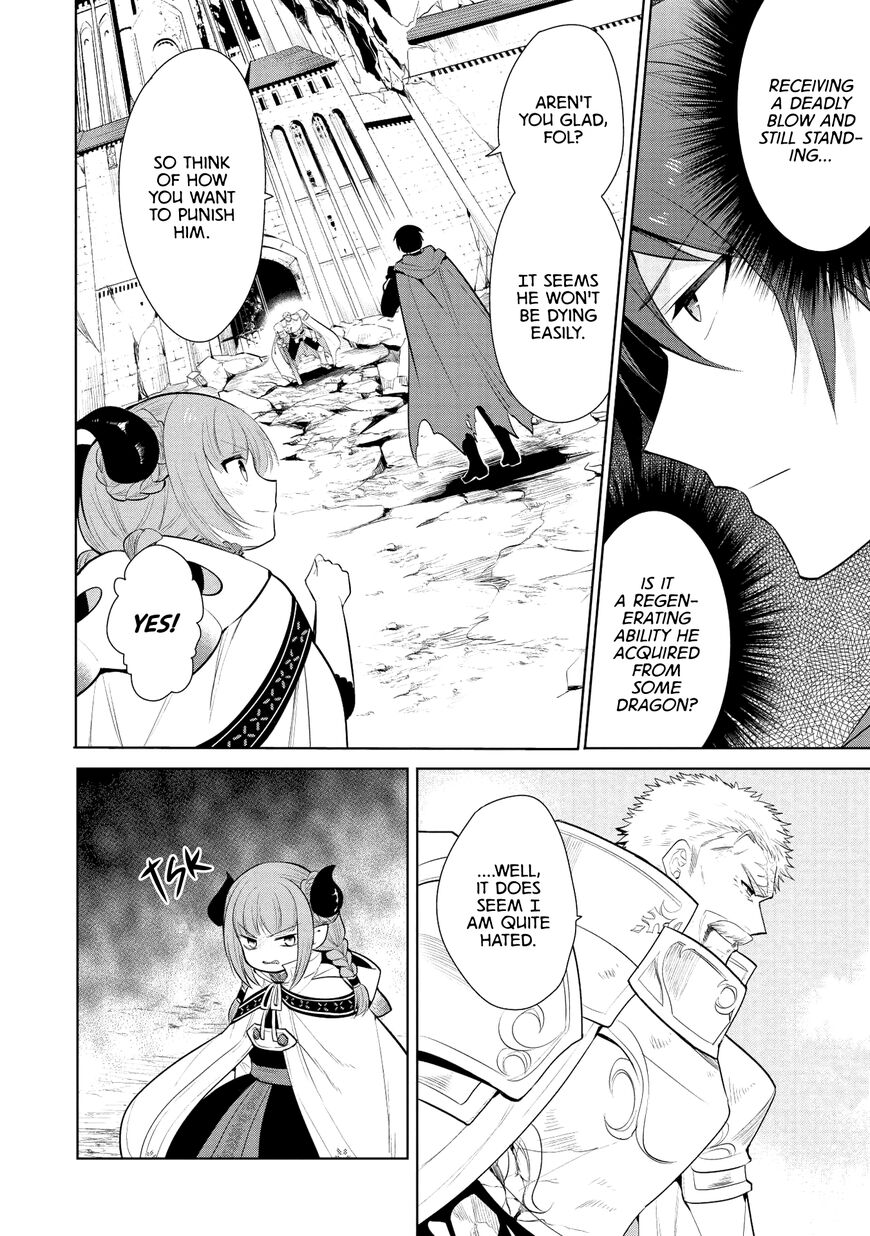 RECEIVING
A DEADLY
BLOW AND
STILL STAND-
ING...
IS IT
A REGEN-
ERATING
ABILITY HE
ACQUIRED
FROM
SOME
DRAGON?
AREN'T
YOU GLAD,
FOL?
IT SEEMS
HE WON'T
BE DYING
EASILY.
SO THINK
OF HOW
YOU WANT
TO PUNISH
HIM.
YES!
....WELL,
IT DOES
SEEM I
AM QUITE
HATED.
TSK